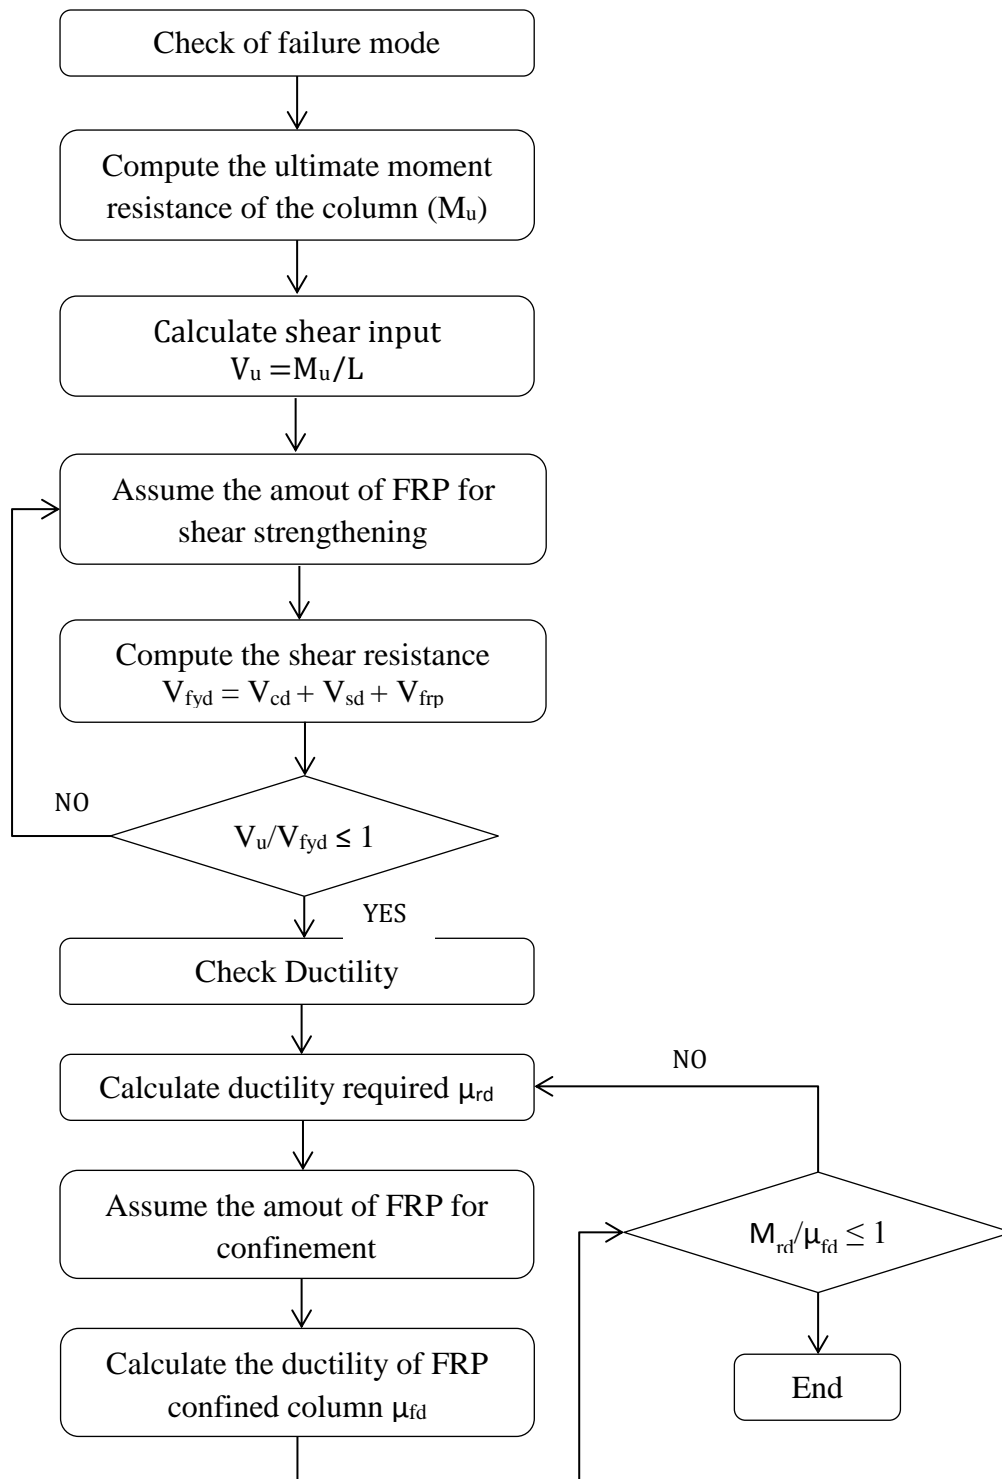 Check of failure mode
Compute the ultimate moment
resistance of the column (Mu)
Calculate shear input
Vu =Mu/L
Assume the amout of FRP for
shear strengthening
Compute the shear resistance
Vfyd = Vcd + Vsd + Vfrp
NO
Vu/Vfyd ≤ 1
YES
Check Ductility
NO
Calculate ductility required μrd
Assume the amout of FRP for
confinement
Mrd/μfd ≤ 1
Calculate the ductility of FRP
confined column μfd
End